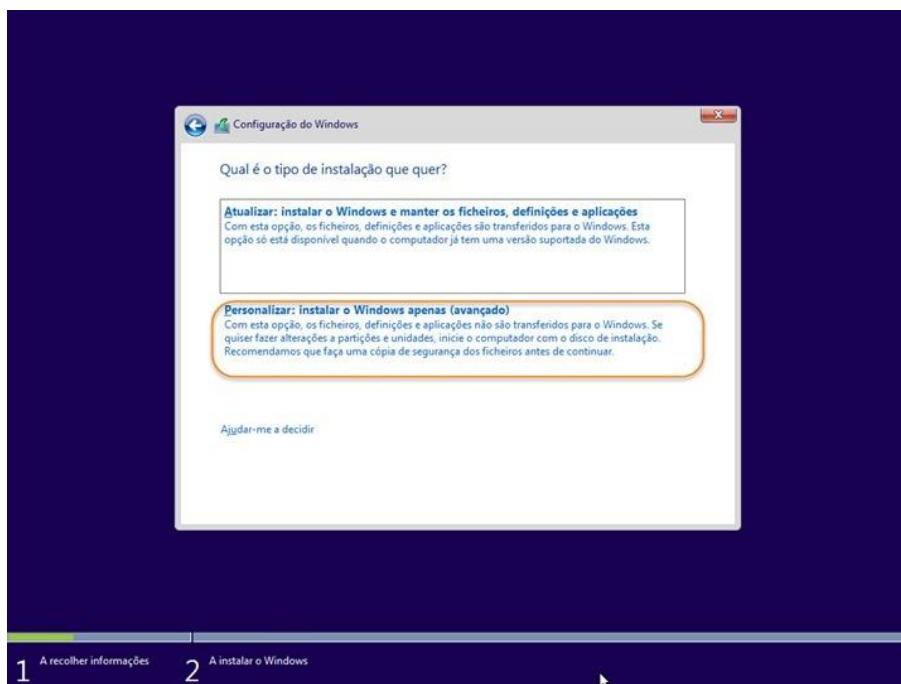 Configuração do Windows
Qual é o tipo de instalação que quer?
Atualizar: instalar o Windows e manter os ficheiros, definições e aplicações
Com esta opção, os ficheiros, definições e aplicações são transferidos para o Windows. Esta
opção só está disponível quando o computador já tem uma versão suportada do Windows.
Personalizar: instalar o Windows apenas (avançado)
Com esta opção, os ficheiros, definições e aplicações não são transferidos para o Windows. Se
quiser fazer alterações a partições e unidades, inicie o computador com o disco de instalação.
Recomendamos que faça uma cópia de segurança dos ficheiros antes de continuar.
Ajudar-me a decidir
1 A recolher informações 2 A instalar o Windows